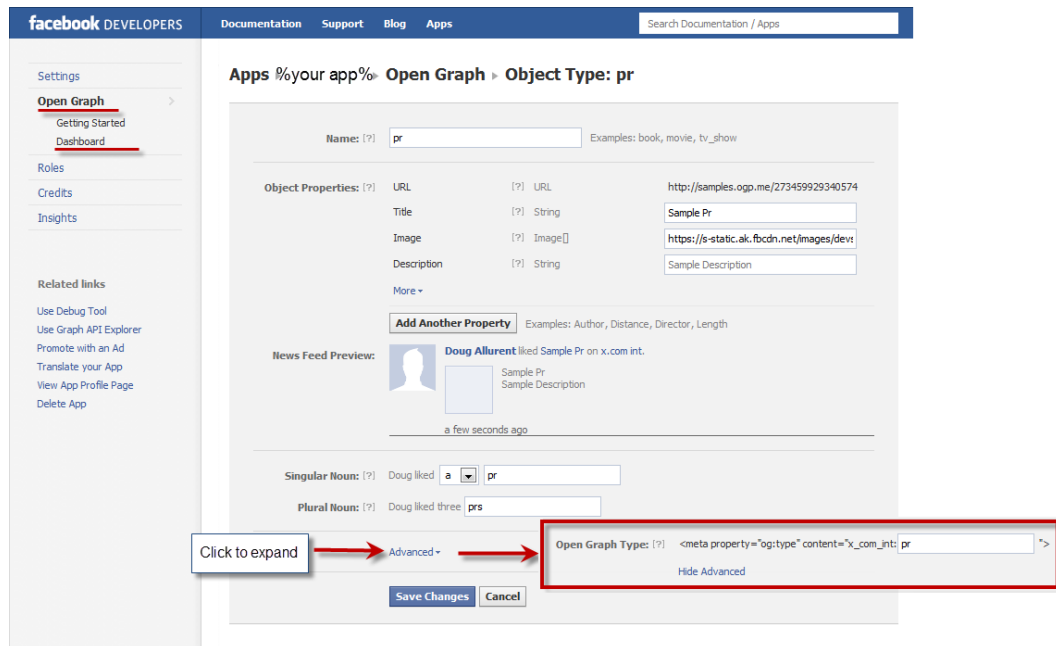 facebook DEVELOPERS Documentation Support Blog Apps Search Documentation / Apps
Apps %your app% Open Graph Object Type: pr
Settings
Open Graph
Getting Started
Dashboard
Roles
Credits
Insights
Related links
Use Debug Tool
Use Graph API Explorer
Promote with an Ad
Translate your App
View App Profile Page
Delete App
Name: [?] pr Examples: book, movie, tv_show
Object Properties: [?] URL [?] URL http://samples.ogp.me/273459929340574
Title [?] String Sample Pr
Image [?] Image[] https://s-static.ak.fbcdn.net/images/devs
Description [?] String Sample Description
More
Add Another Property Examples: Author, Distance, Director, Length
News Feed Preview: Doug Allurent liked Sample Pr on x.com int.
Sample Pr
Sample Description
a few seconds ago
Singular Noun: [?] Doug liked a pr
Plural Noun: [?] Doug liked three prs
Click to expand Advanced Open Graph Type: [?] <meta property="og:type" content="x_com_int: pr ">
Hide Advanced
Save Changes Cancel